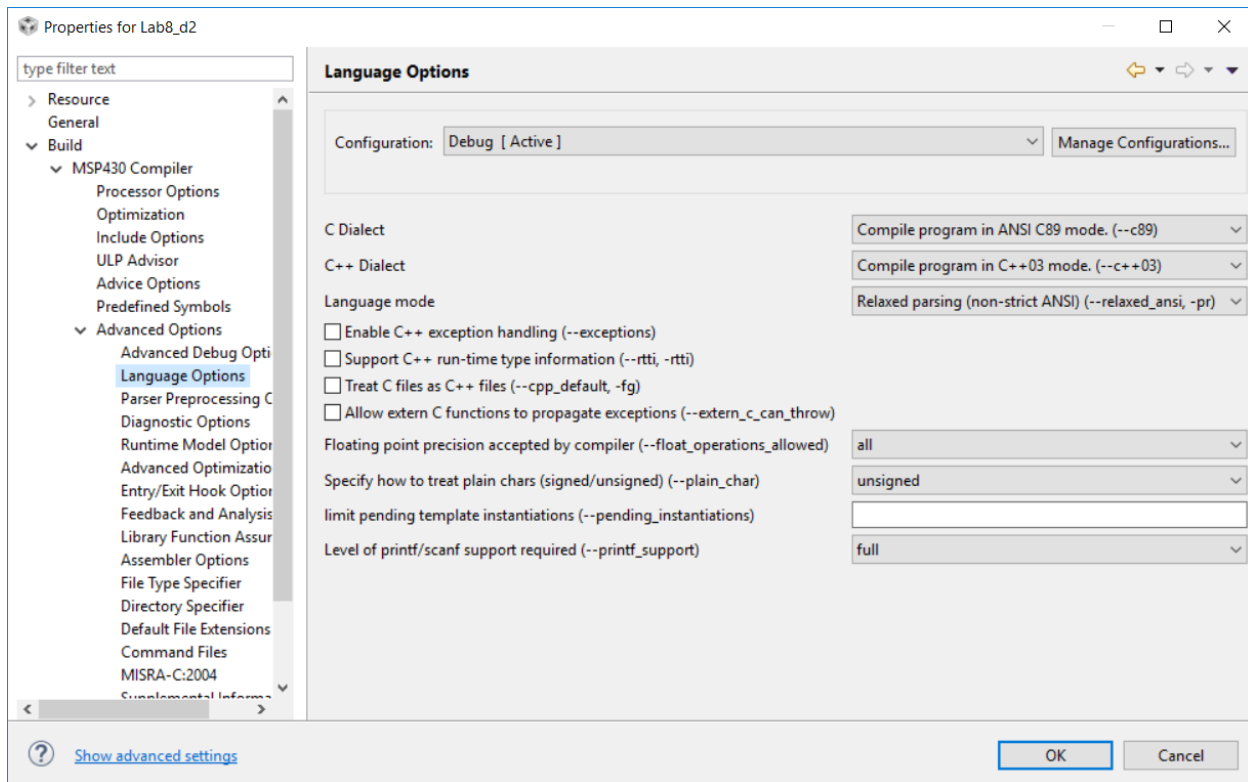 Properties for Lab8_d2
type filter text
Resource
General
Build
MSP430 Compiler
Processor Options
Optimization
Include Options
ULP Advisor
Advice Options
Predefined Symbols
Advanced Options
Advanced Debug Opti
Language Options
Parser Preprocessing C
Diagnostic Options
Runtime Model Option
Advanced Optimizatio
Entry/Exit Hook Option
Feedback and Analysis
Library Function Assur
Assembler Options
File Type Specifier
Directory Specifier
Default File Extensions
Command Files
MISRA-C:2004
Supplemental Informa
Language Options
Configuration: Debug [ Active ] Manage Configurations...
C Dialect Compile program in ANSI C89 mode. (--c89)
C++ Dialect Compile program in C++03 mode. (--c++03)
Language mode Relaxed parsing (non-strict ANSI) (--relaxed_ansi, -pr)
Enable C++ exception handling (--exceptions)
Support C++ run-time type information (--rtti, -rtti)
Treat C files as C++ files (--cpp_default, -fg)
Allow extern C functions to propagate exceptions (--extern_c_can_throw)
Floating point precision accepted by compiler (--float_operations_allowed) all
Specify how to treat plain chars (signed/unsigned) (--plain_char) unsigned
limit pending template instantiations (--pending_instantiations)
Level of printf/scanf support required (--printf_support) full
? Show advanced settings OK Cancel